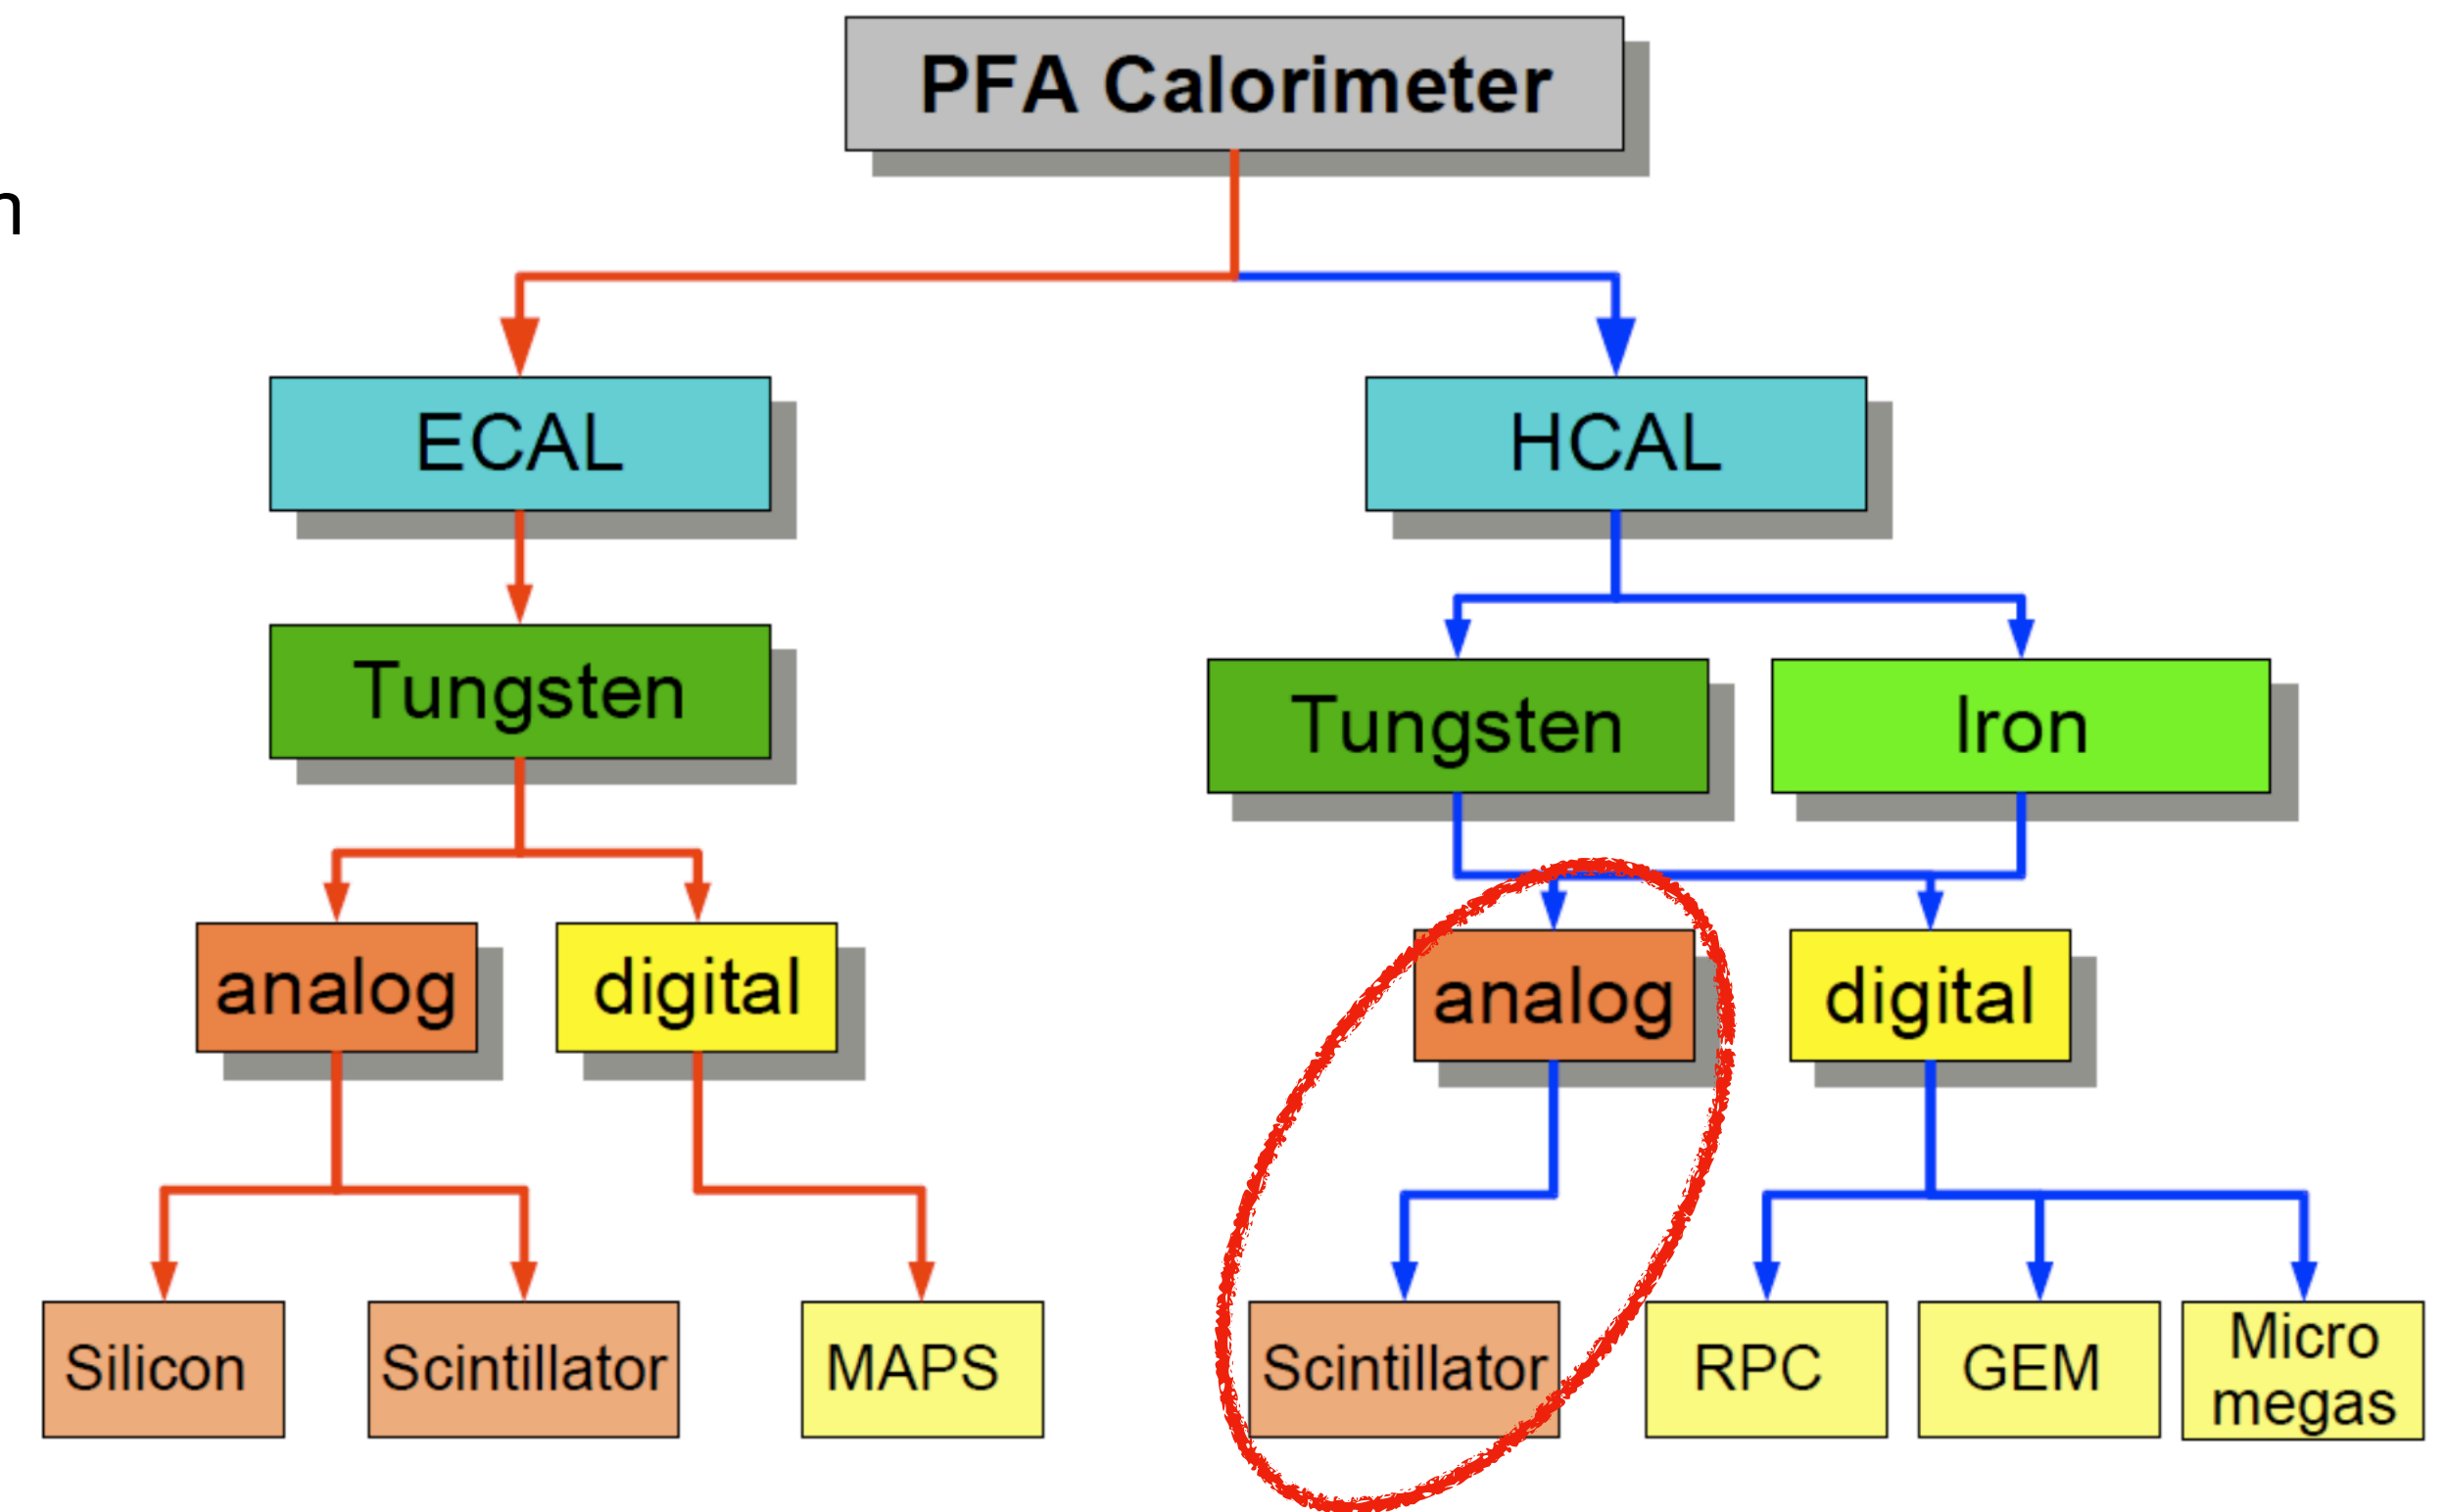 PFA Calorimeter
n
ECAL
HCAL
Tungsten
Tungsten
Iron
analog
digital
analog
digital
Silicon
Scintillator
MAPS
Scintillator
RPC
GEM
Micro
megas